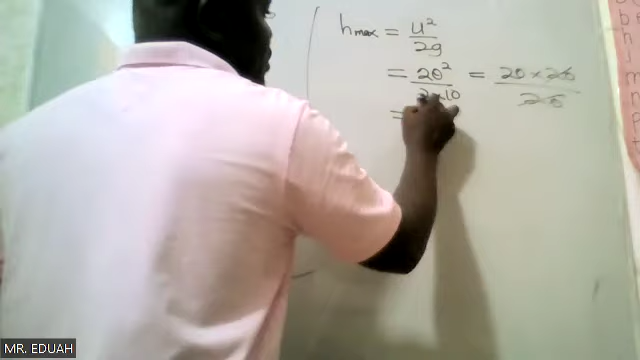 hmax = u²/2g
= 20²/2×10 = 20 × 20/20
=
MR. EDUAH